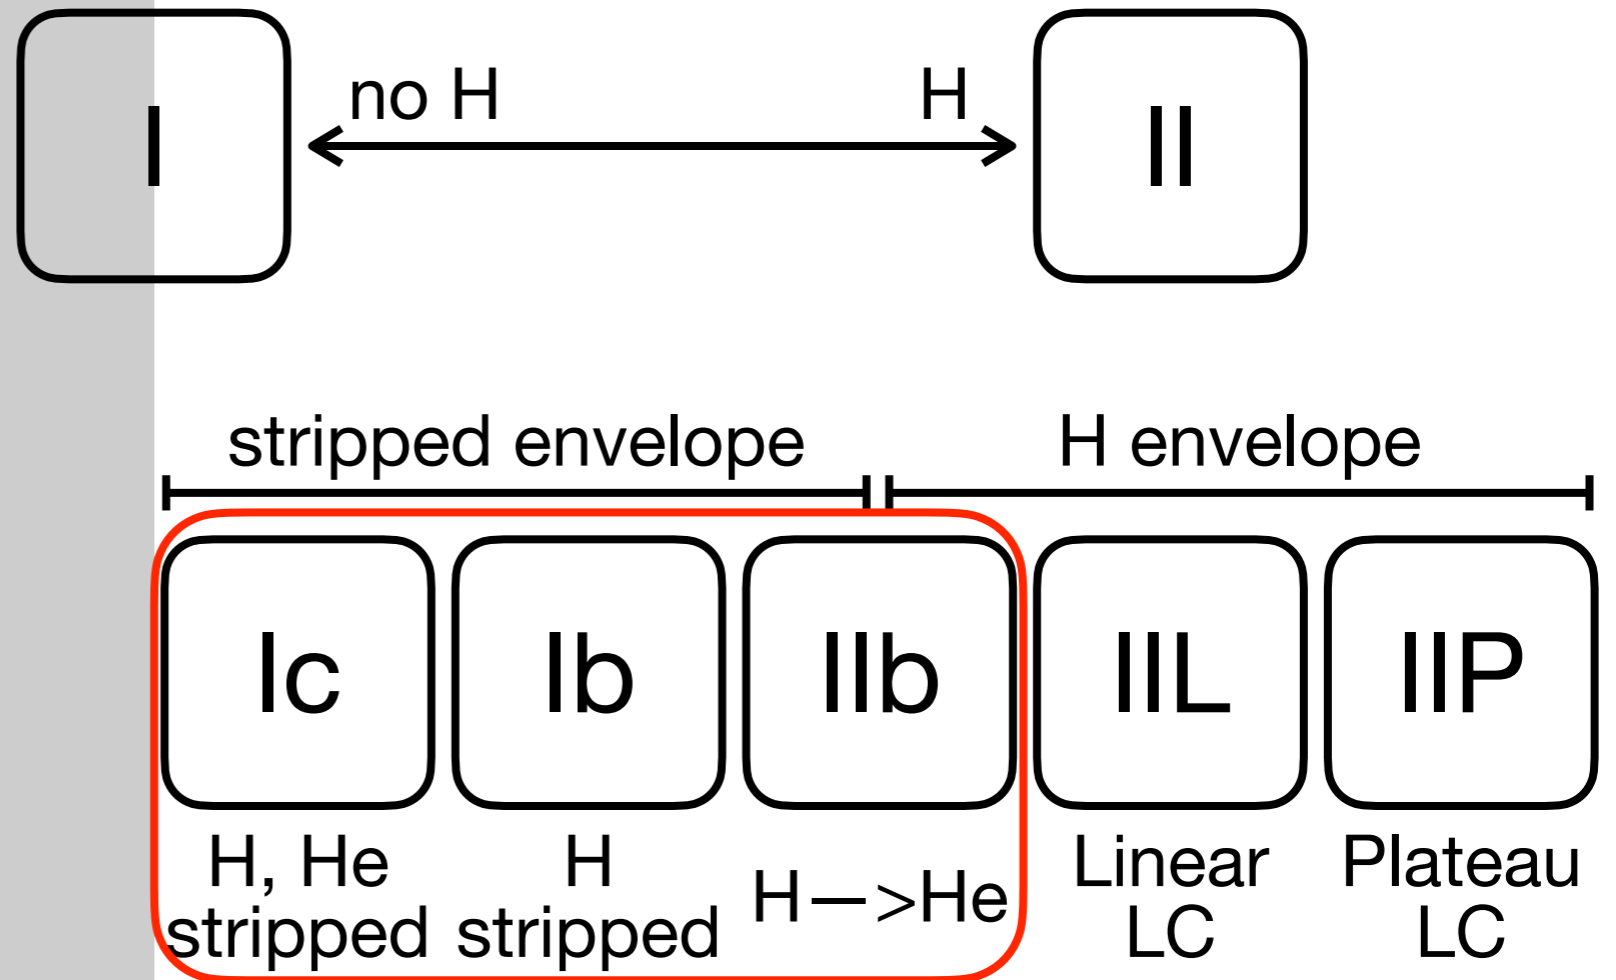 I
no H
H
II
stripped envelope
H envelope
Ic
Ib
IIb
IIL
IIP
H, He
stripped
H
stripped
H—>He
Linear
LC
Plateau
LC